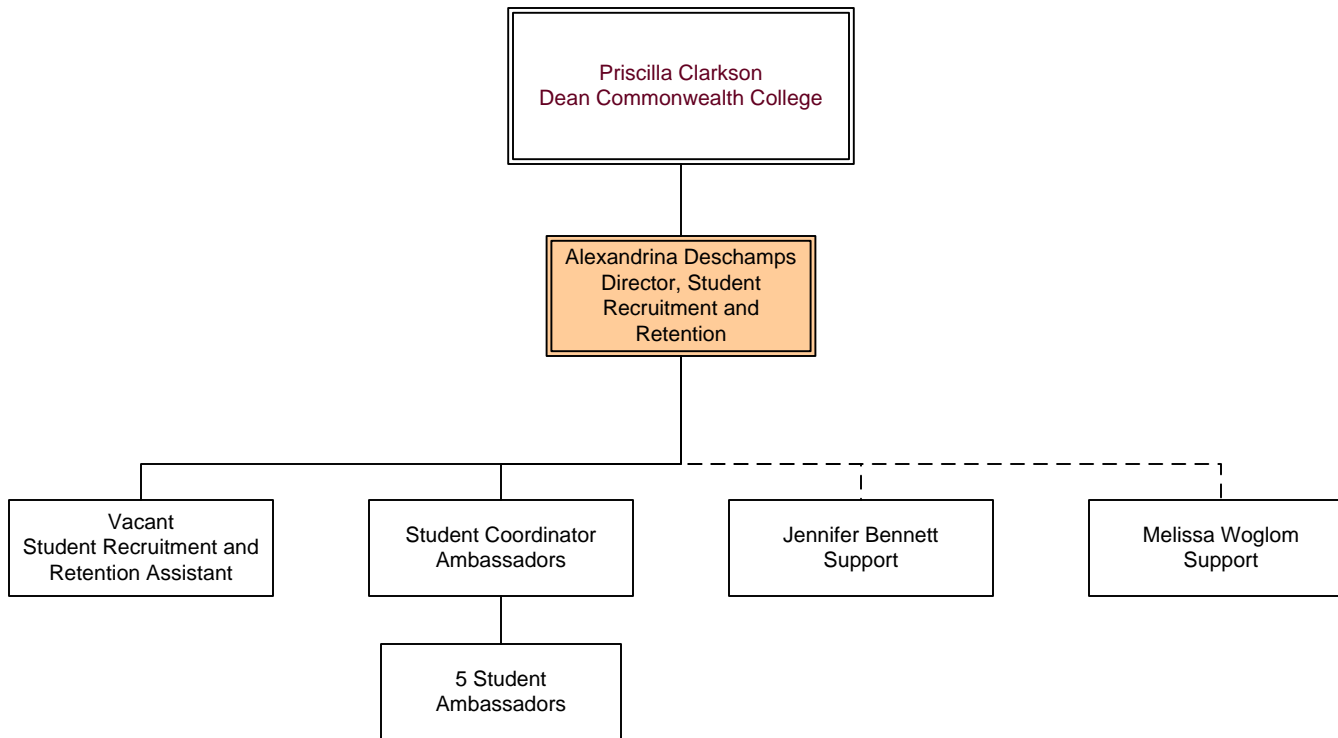 Priscilla Clarkson
Dean Commonwealth College
Alexandrina Deschamps
Director, Student
Recruitment and
Retention
Vacant
Student Recruitment and
Retention Assistant
Student Coordinator
Ambassadors
Jennifer Bennett
Support
Melissa Woglom
Support
5 Student
Ambassadors